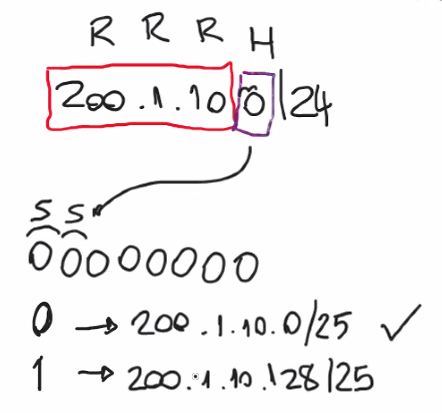 R R R H
200.1.10.0/24
S S
00000000
0 → 200.1.10.0/25 ✓
1 → 200.1.10.128/25